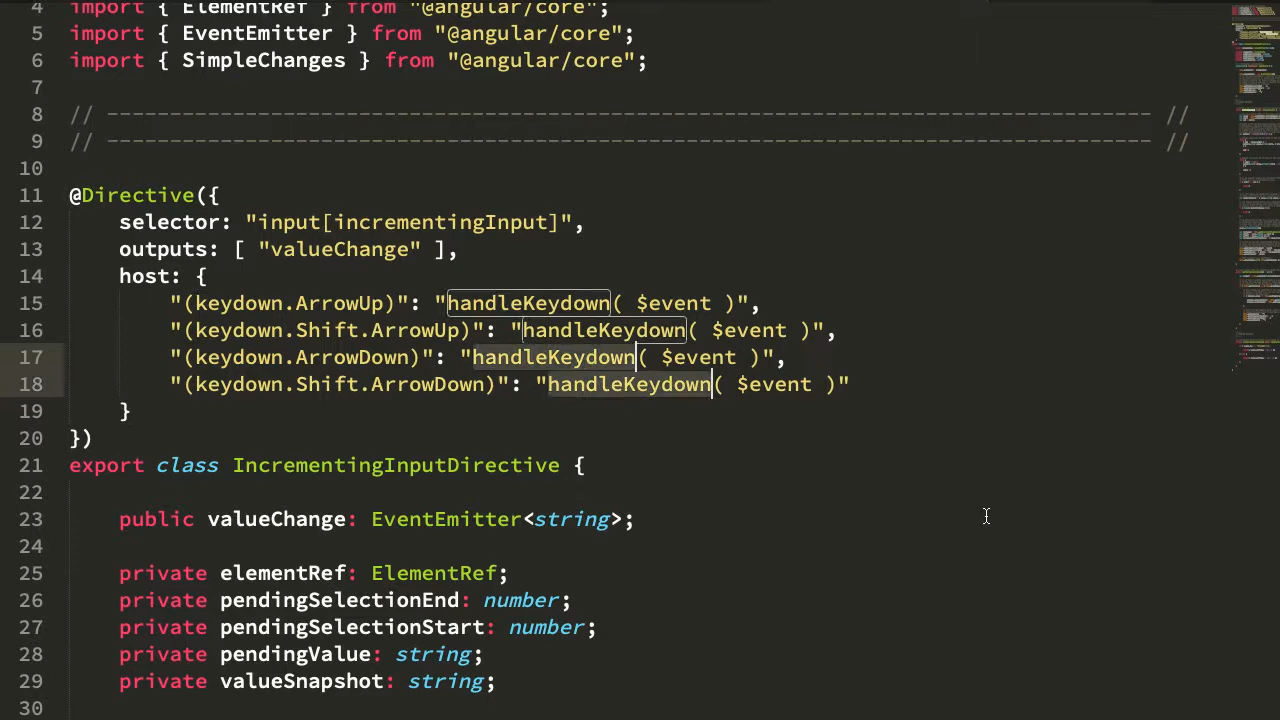 4 import { ElementRef } from "@angular/core";
5 import { EventEmitter } from "@angular/core";
6 import { SimpleChanges } from "@angular/core";
7
8 // ----------------------------------------------------------------------------------- //
9 // ----------------------------------------------------------------------------------- //
10
11 @Directive({
12 selector: "input[incrementingInput]",
13 outputs: [ "valueChange" ],
14 host: {
15 "(keydown.ArrowUp)": "handleKeydown( $event )",
16 "(keydown.Shift.ArrowUp)": "handleKeydown( $event )",
17 "(keydown.ArrowDown)": "handleKeydown( $event )",
18 "(keydown.Shift.ArrowDown)": "handleKeydown( $event )"
19 }
20 })
21 export class IncrementingInputDirective {
22
23 public valueChange: EventEmitter<string>;
24
25 private elementRef: ElementRef;
26 private pendingSelectionEnd: number;
27 private pendingSelectionStart: number;
28 private pendingValue: string;
29 private valueSnapshot: string;
30